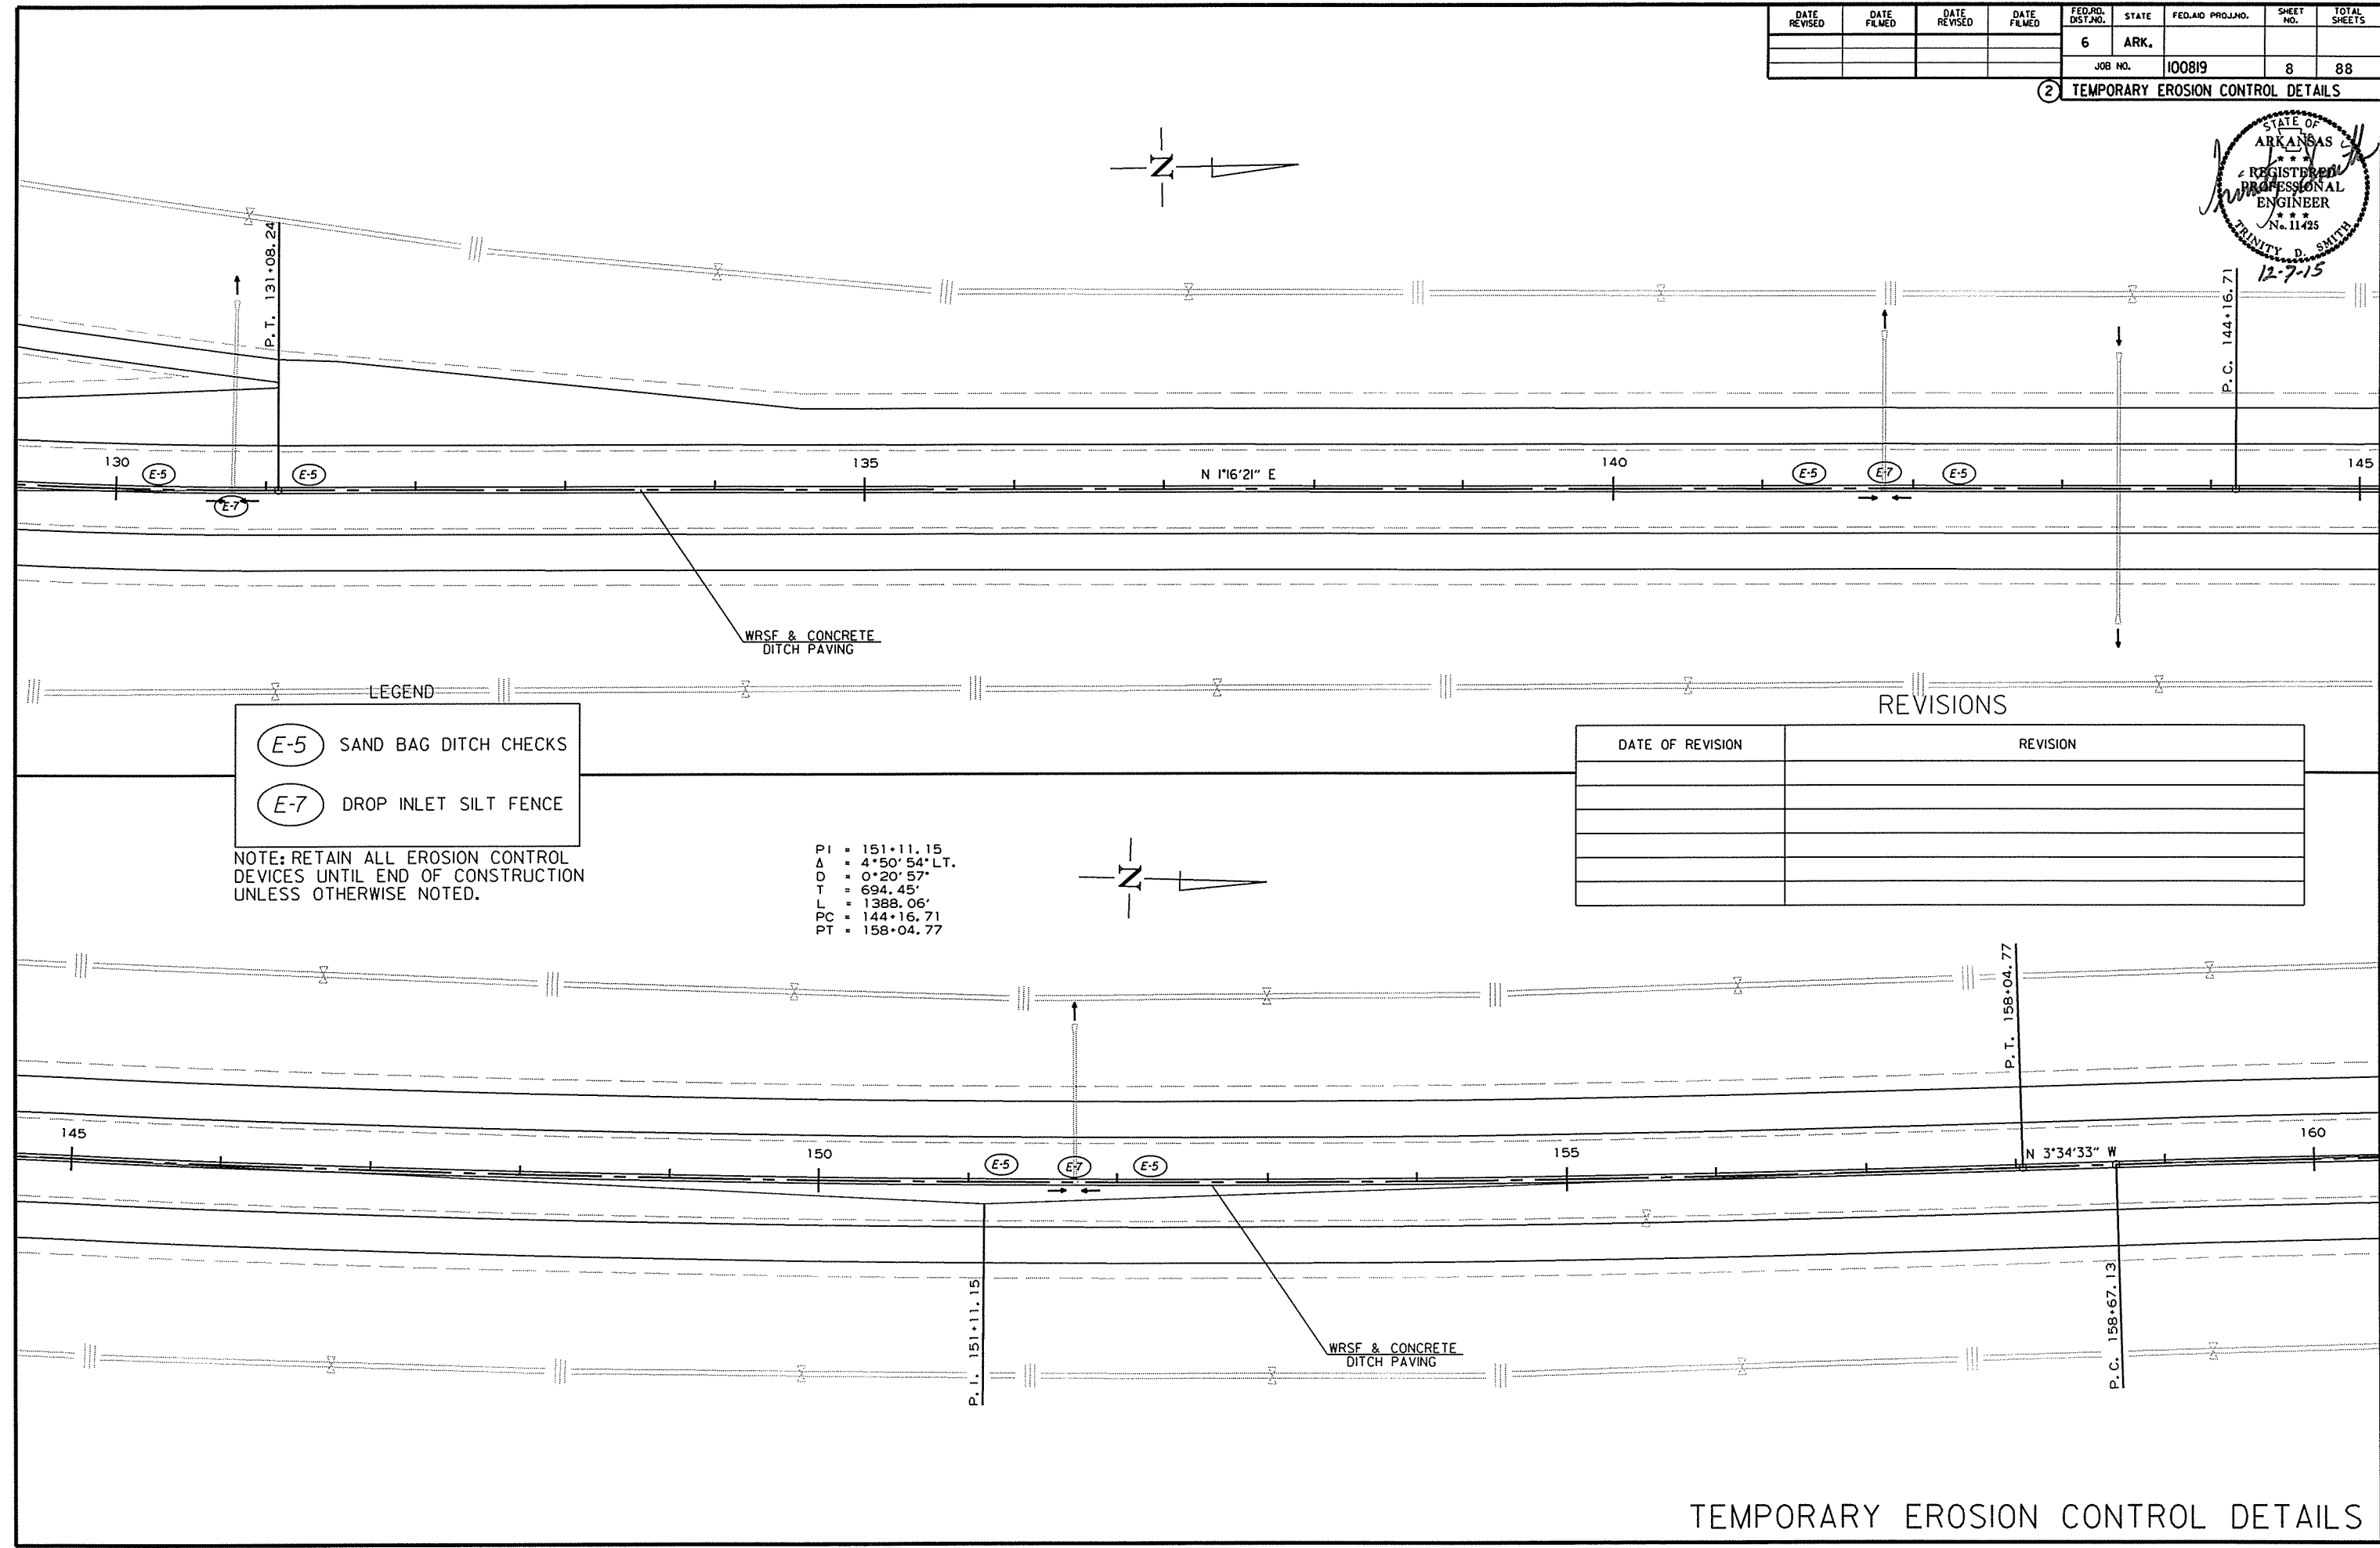 DATE REVISED
DATE FILMED
DATE REVISED
DATE FILMED
FED.RD. DIST.NO.
STATE
FED.AID PROJ.NO.
SHEET NO.
TOTAL SHEETS
6
ARK.
JOB NO.
100819
8
88
2 TEMPORARY EROSION CONTROL DETAILS
STATE OF
ARKANSAS
★ ★ ★
REGISTERED
PROFESSIONAL
ENGINEER
★ ★ ★
No. 11425
TRINITY D. SMITH
12-7-15
N
P.T. 131+08.24
P.C. 144+16.71
130
E-5
E-5
135
N 1°16'21" E
140
E-5
E-7
E-5
145
E-7
WRSF & CONCRETE
DITCH PAVING
LEGEND
E-5 SAND BAG DITCH CHECKS
E-7 DROP INLET SILT FENCE
NOTE: RETAIN ALL EROSION CONTROL
DEVICES UNTIL END OF CONSTRUCTION
UNLESS OTHERWISE NOTED.
REVISIONS
DATE OF REVISION
REVISION
PI = 151+11.15
Δ = 4°50'54" LT.
D = 0°20'57"
T = 694.45'
L = 1388.06'
PC = 144+16.71
PT = 158+04.77
N
P.T. 158+04.77
145
150
E-5
E-7
E-5
155
N 3°34'33" W
160
P.I. 151+11.15
P.C. 158+67.13
WRSF & CONCRETE
DITCH PAVING
TEMPORARY EROSION CONTROL DETAILS